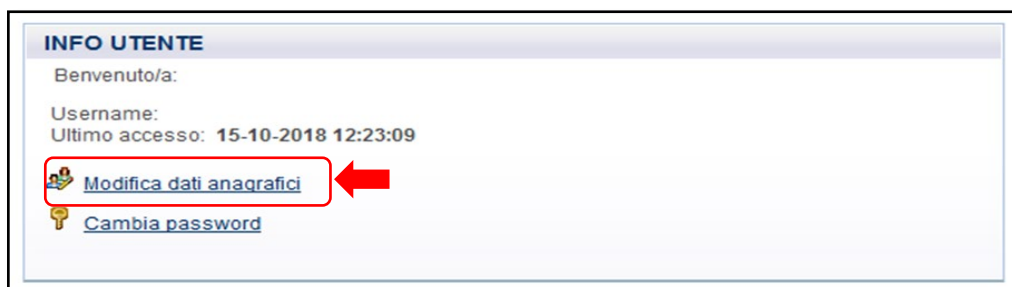 INFO UTENTE
Benvenuto/a:
Username:
Ultimo accesso: 15-10-2018 12:23:09
Modifica dati anagrafici
Cambia password